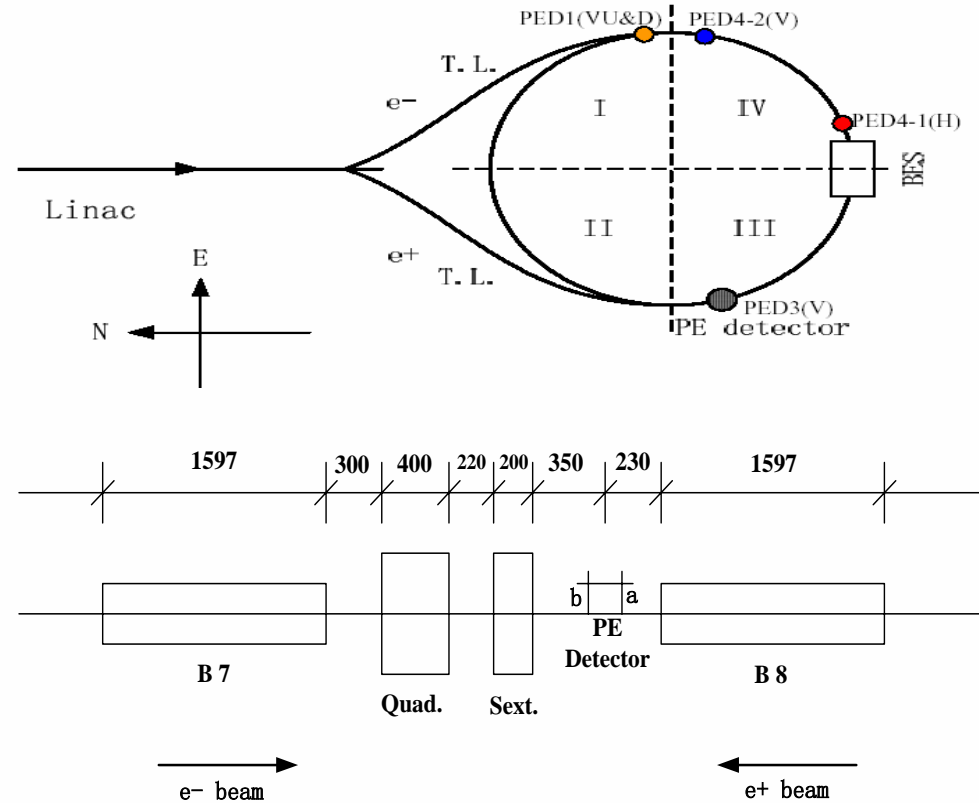 PED1(VU&D)
PED4-2(V)
T. L.
e-
I
IV
PED4-1(H)
BES
Linac
II
III
e+
T. L.
E
N
PED3(V)
PE detector
1597
300
400
220
200
350
230
1597
b
a
PE
Detector
B 7
B 8
Quad.
Sext.
e- beam
e+ beam